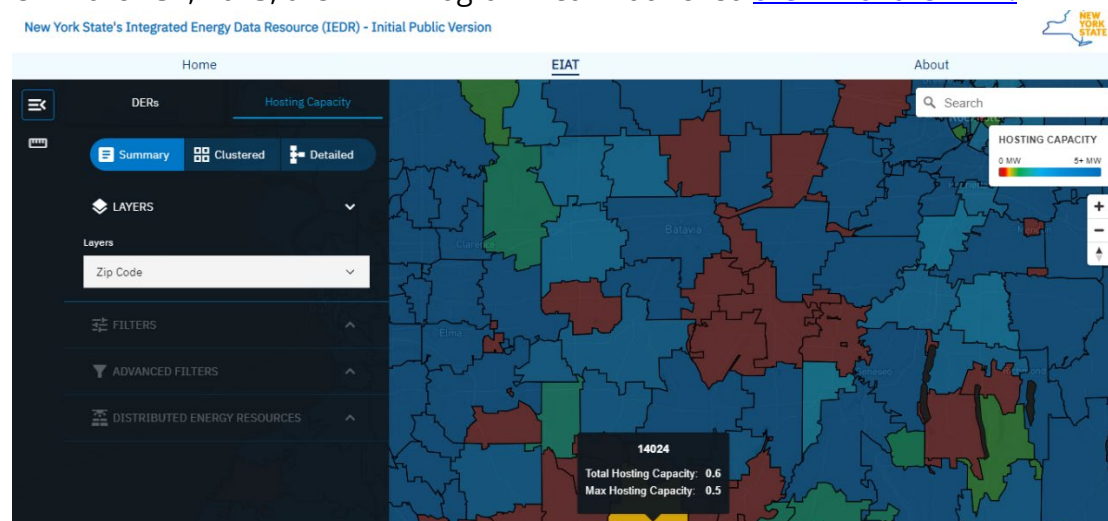 New York State's Integrated Energy Data Resource (IEDR) - Initial Public Version
NEW
YORK
STATE
Home
EIAT
About
DERs
Hosting Capacity
Search
Summary
Clustered
Detailed
HOSTING CAPACITY
0 MW
5+ MW
LAYERS
Layers
Zip Code
FILTERS
ADVANCED FILTERS
DISTRIBUTED ENERGY RESOURCES
Batavia
Clarence
Elma
Geneseo
14024
Total Hosting Capacity: 0.6
Max Hosting Capacity: 0.5